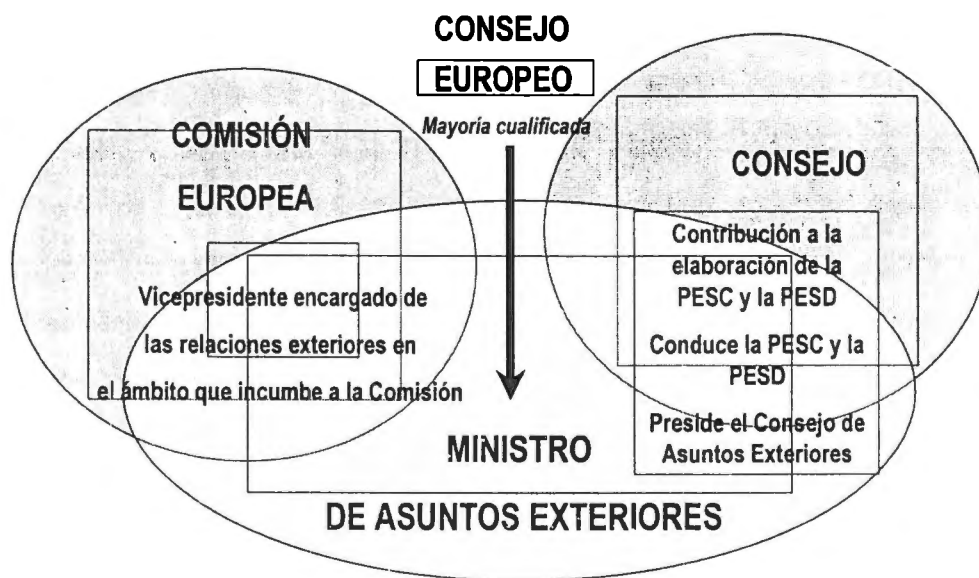 CONSEJO
EUROPEO
Mayoría cualificada
COMISIÓN
EUROPEA
Vicepresidente encargado de
las relaciones exteriores en
el ámbito que incumbe a la Comisión
CONSEJO
Contribución a la
elaboración de la
PESC y la PESD
Conduce la PESC y la
PESD
Preside el Consejo de
Asuntos Exteriores
MINISTRO
DE ASUNTOS EXTERIORES